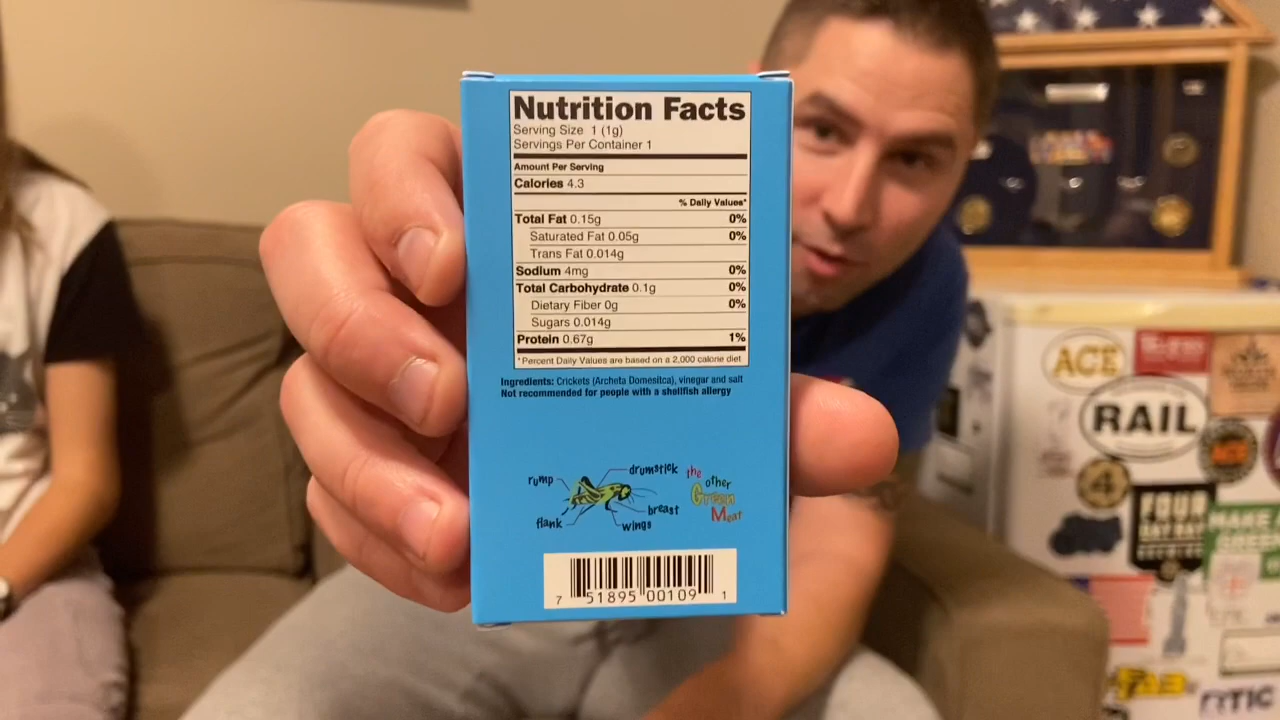 Nutrition Facts
Serving Size 1 (1g)
Servings Per Container 1
Amount Per Serving
Calories 4.3
% Daily Values*
Total Fat 0.15g 0%
Saturated Fat 0.05g 0%
Trans Fat 0.014g
Sodium 4mg 0%
Total Carbohydrate 0.1g 0%
Dietary Fiber 0g 0%
Sugars 0.014g
Protein 0.67g 1%
*Percent Daily Values are based on a 2,000 calorie diet
Ingredients: Crickets (Archeta Domesitca), vinegar and salt
Not recommended for people with a shellfish allergy
rump
drumstick
flank
wings
breast
the
other
Green
Meat
7 51895 00109 1
ACE
RAIL
4
FOUR
MAKE
GREEN